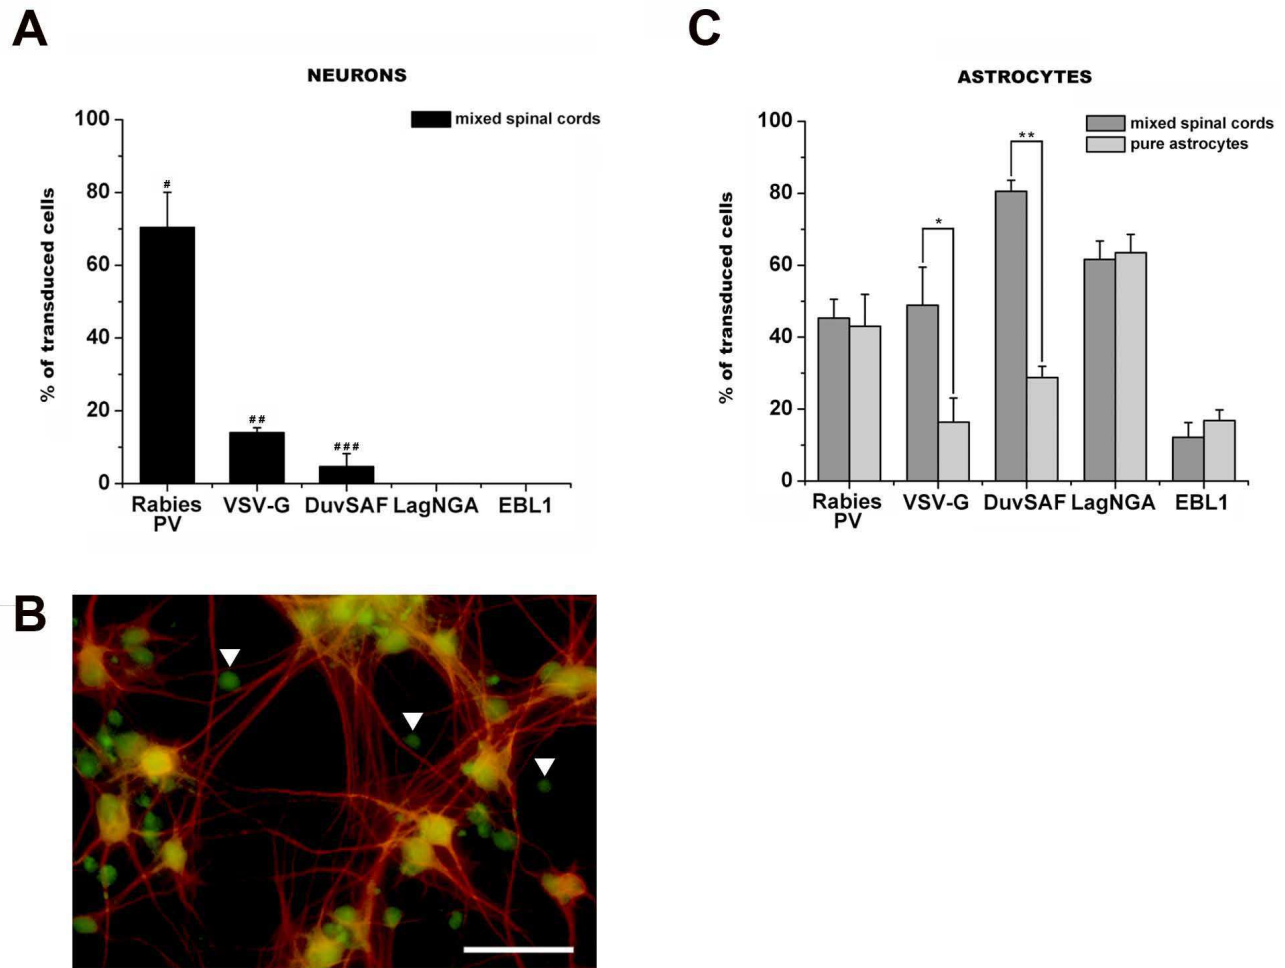 A
NEURONS
mixed spinal cords
% of transduced cells
100
80
60
40
20
0
#
##
###
Rabies PV
VSV-G
DuvSAF
LagNGA
EBL1
C
ASTROCYTES
mixed spinal cords
pure astrocytes
% of transduced cells
100
80
60
40
20
0
*
**
Rabies PV
VSV-G
DuvSAF
LagNGA
EBL1
B